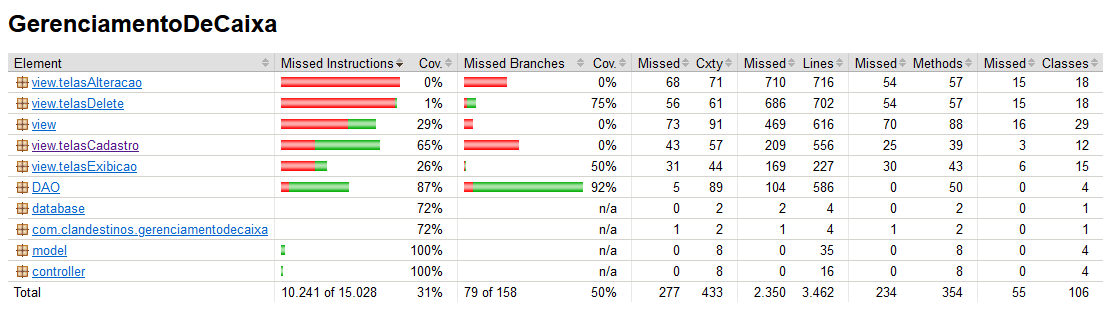 GerenciamentoDeCaixa
Element Missed Instructions Cov. Missed Branches Cov. Missed Cxty Missed Lines Missed Methods Missed Classes
view.telasAlteracao 0% 0% 68 71 710 716 54 57 15 18
view.telasDelete 1% 75% 56 61 686 702 54 57 15 18
view 29% 0% 73 91 469 616 70 88 16 29
view.telasCadastro 65% 0% 43 57 209 556 25 39 3 12
view.telasExibicao 26% 50% 31 44 169 227 30 43 6 15
DAO 87% 92% 5 89 104 586 0 50 0 4
database 72% n/a 0 2 2 4 0 2 0 1
com.clandestinos.gerenciamentodecaixa 72% n/a 1 2 1 4 1 2 0 1
model 100% n/a 0 8 0 35 0 8 0 4
controller 100% n/a 0 8 0 16 0 8 0 4
Total 10.241 of 15.028 31% 79 of 158 50% 277 433 2.350 3.462 234 354 55 106